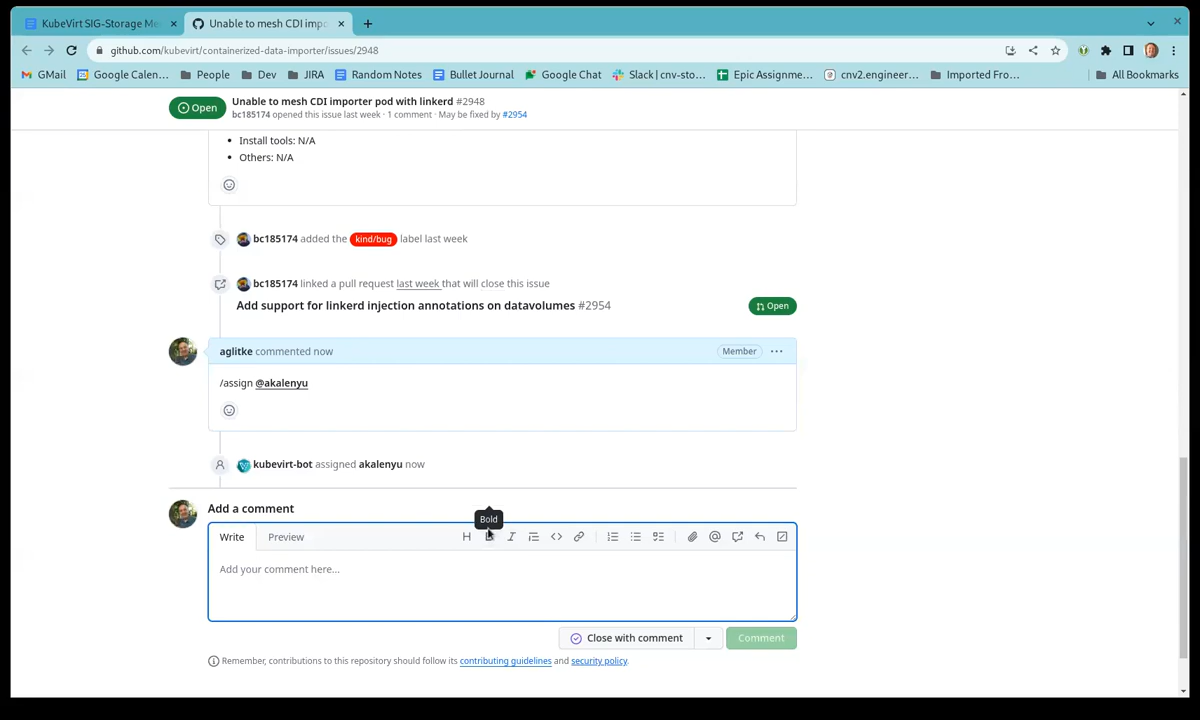 KubeVirt SIG-Storage Me
Unable to mesh CDI impo
github.com/kubevirt/containerized-data-importer/issues/2948
GMail
Google Calen...
People
Dev
JIRA
Random Notes
Bullet Journal
Google Chat
Slack | cnv-sto...
Epic Assignme...
cnv2.engineer...
Imported Fro...
All Bookmarks
Open
Unable to mesh CDI importer pod with linkerd #2948
bc185174 opened this issue last week · 1 comment · May be fixed by #2954
Install tools: N/A
Others: N/A
bc185174 added the kind/bug label last week
bc185174 linked a pull request last week that will close this issue
Add support for linkerd injection annotations on datavolumes #2954
Open
aglitke commented now
Member
/assign @akalenyu
kubevirt-bot assigned akalenyu now
Add a comment
Bold
Write
Preview
Add your comment here...
Close with comment
Comment
Remember, contributions to this repository should follow its contributing guidelines and security policy.